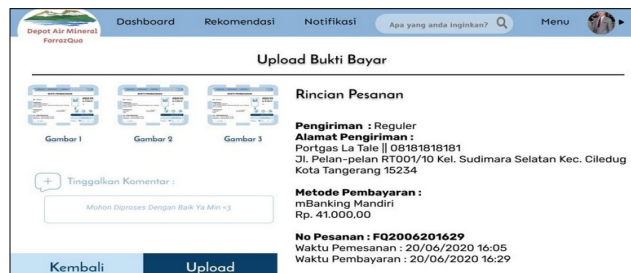 Dashboard Rekomendasi Notifikasi Apa yang anda inginkan? Menu
Depot Air Mineral
FarrazQua
Upload Bukti Bayar
Gambar 1 Gambar 2 Gambar 3
Tinggalkan Komentar :
Mohon Diproses Dengan Baik Ya Min <3
Kembali Upload
Rincian Pesanan
Pengiriman : Reguler
Alamat Pengiriman :
Portgas La Tale || 08181818181
Jl. Pelan-pelan RT001/10 Kel. Sudimara Selatan Kec. Ciledug
Kota Tangerang 15234
Metode Pembayaran :
mBanking Mandiri
Rp. 41.000,00
No Pesanan : FQ2006201629
Waktu Pemesanan : 20/06/2020 16:05
Waktu Pembayaran : 20/06/2020 16:29